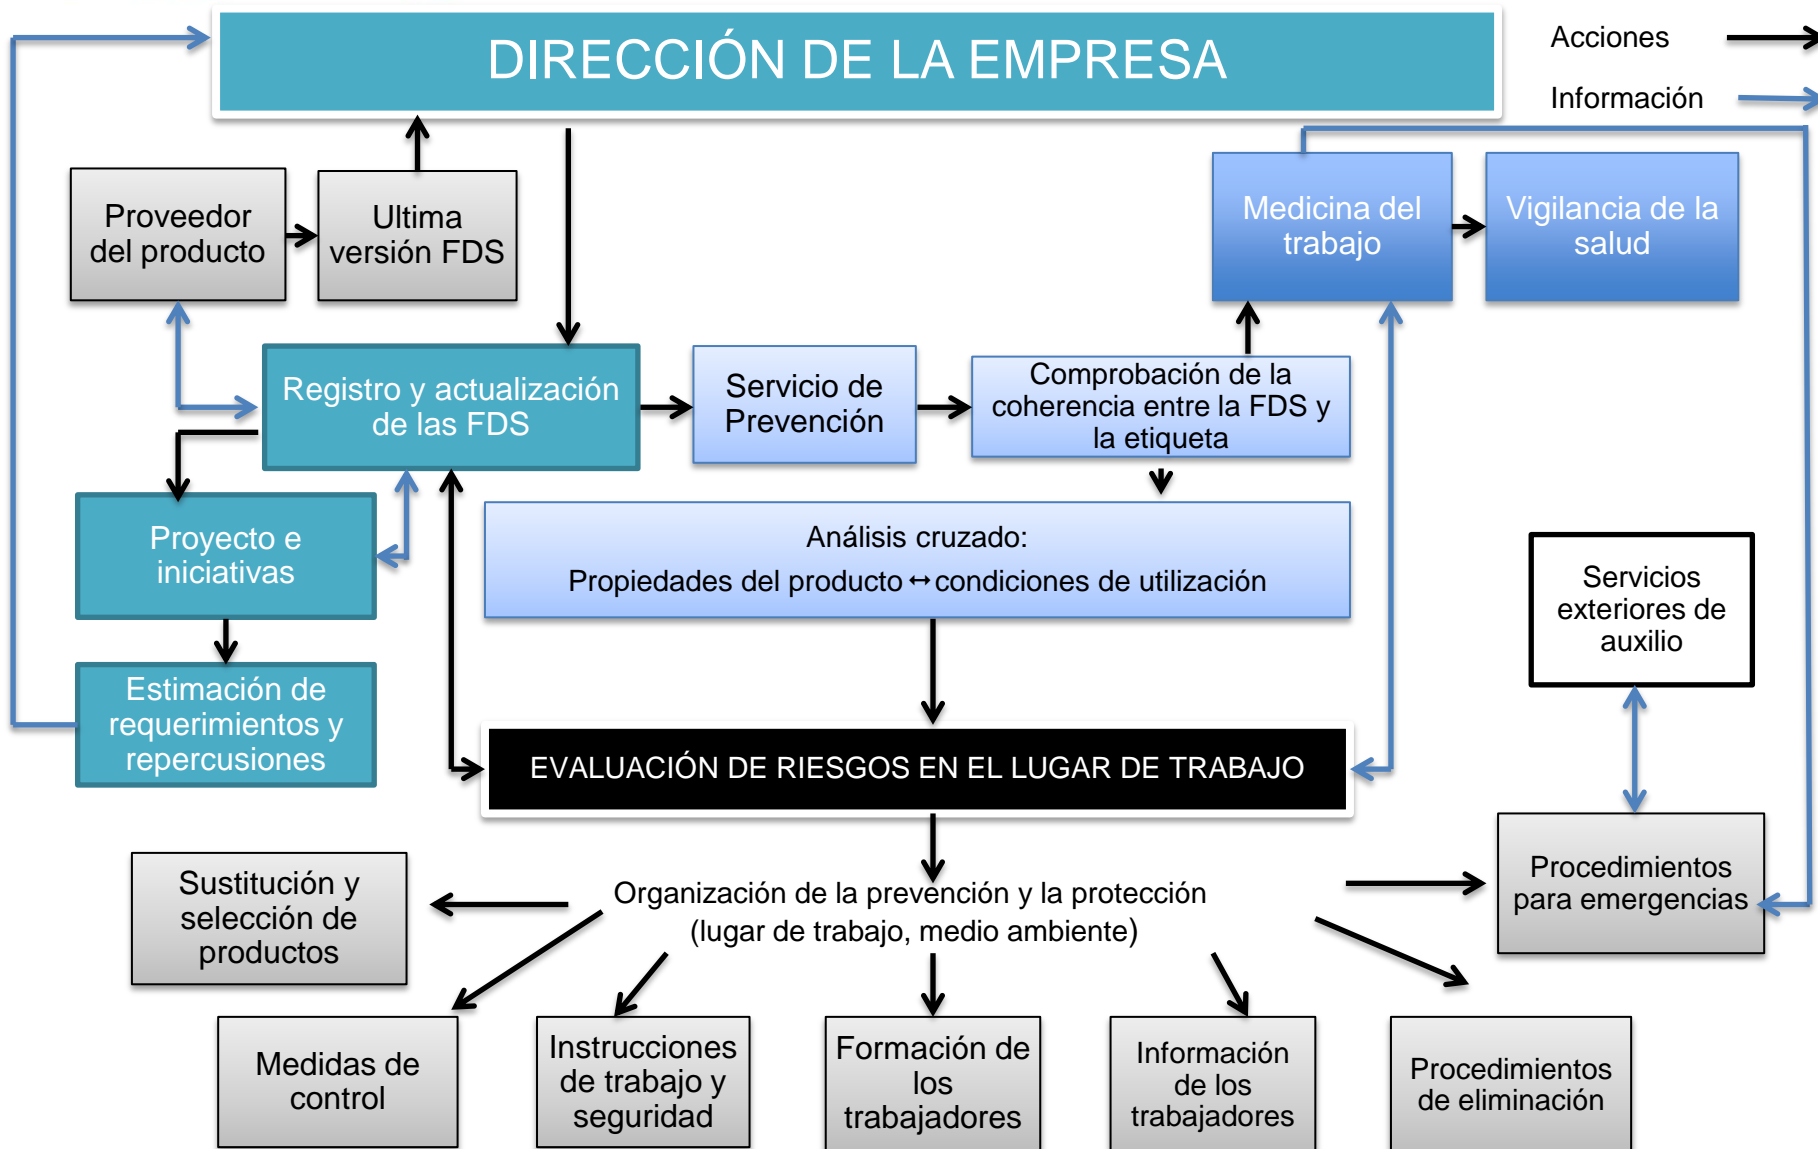 DIRECCIÓN DE LA EMPRESA
Acciones
Información
Proveedor
del producto
Ultima
versión FDS
Medicina del
trabajo
Vigilancia de la
salud
Registro y actualización
de las FDS
Servicio de
Prevención
Comprobación de la
coherencia entre la FDS y
la etiqueta
Proyecto e
iniciativas
Análisis cruzado:
Propiedades del producto ↔ condiciones de utilización
Servicios
exteriores de
auxilio
Estimación de
requerimientos y
repercusiones
EVALUACIÓN DE RIESGOS EN EL LUGAR DE TRABAJO
Sustitución y
selección de
productos
Organización de la prevención y la protección
(lugar de trabajo, medio ambiente)
Procedimientos
para emergencias
Medidas de
control
Instrucciones
de trabajo y
seguridad
Formación de
los
trabajadores
Información
de los
trabajadores
Procedimientos
de eliminación